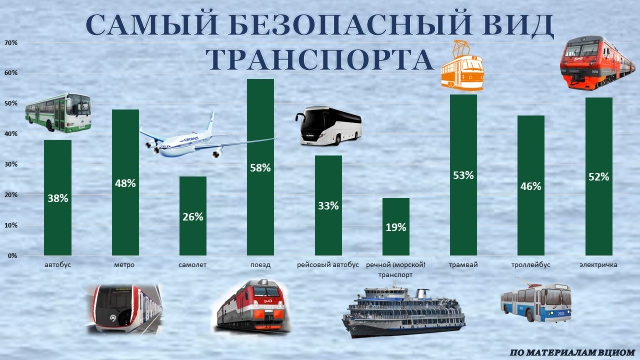 САМЫЙ БЕЗОПАСНЫЙ ВИД
ТРАНСПОРТА
70%
60%
50%
40%
30%
20%
10%
0%
38%
48%
26%
58%
33%
19%
53%
46%
52%
автобус
метро
самолет
поезд
рейсовый автобус
речной (морской)
транспорт
трамвай
троллейбус
электричка
ПО МАТЕРИАЛАМ ВЦИОМ